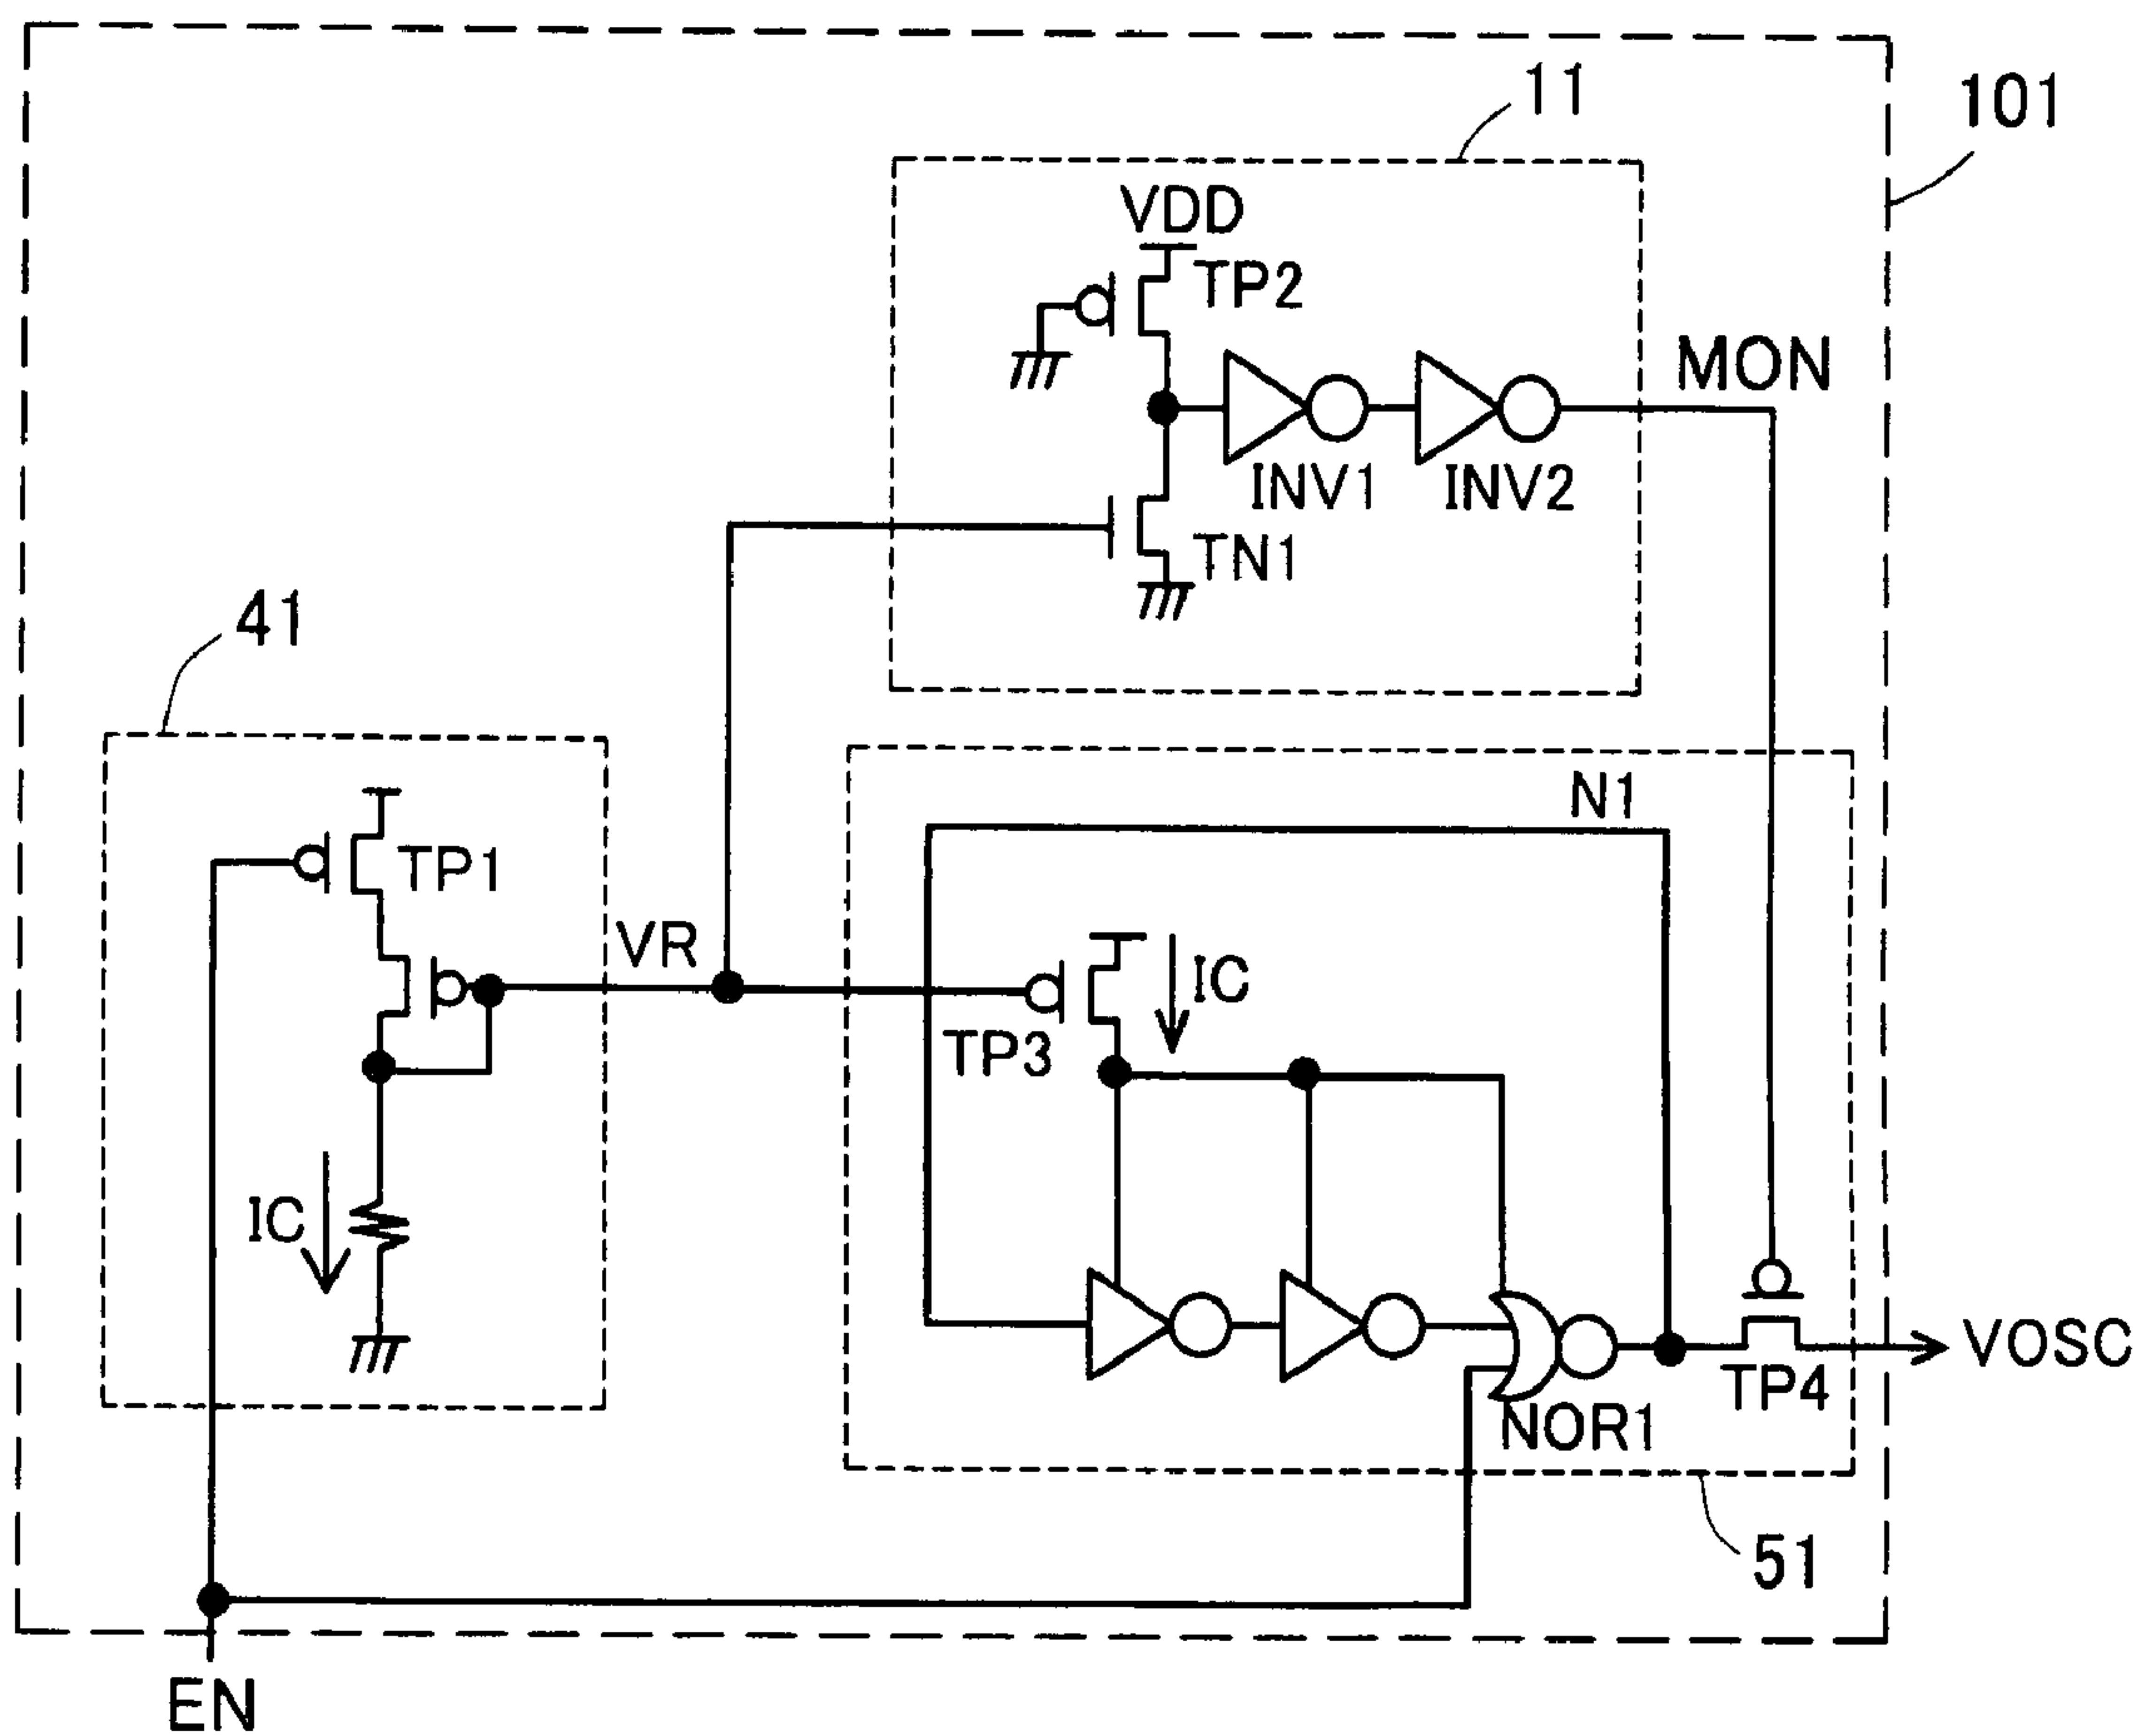 11
101
VDD
TP2
MON
INV1
INV2
TN1
41
N1
TP1
VR
IC
TP3
IC
VOSC
TP4
NOR1
51
EN